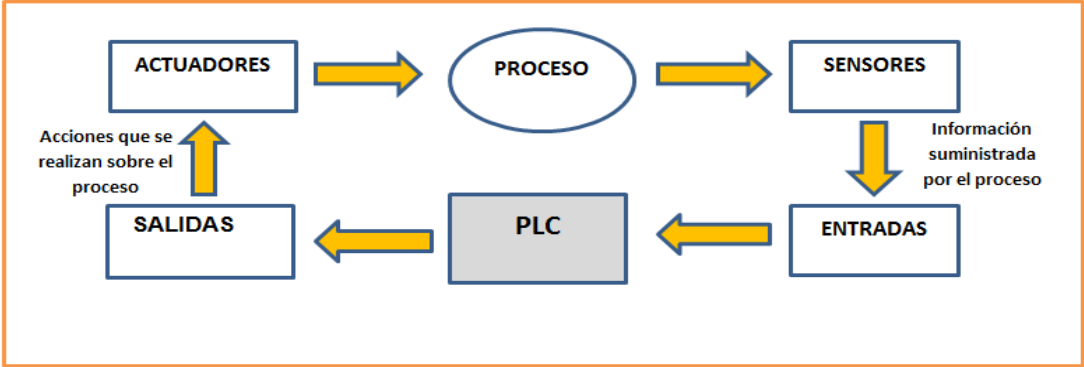 ACTUADORES
PROCESO
SENSORES
Acciones que se
realizan sobre el
proceso
Información
suministrada
por el proceso
SALIDAS
PLC
ENTRADAS